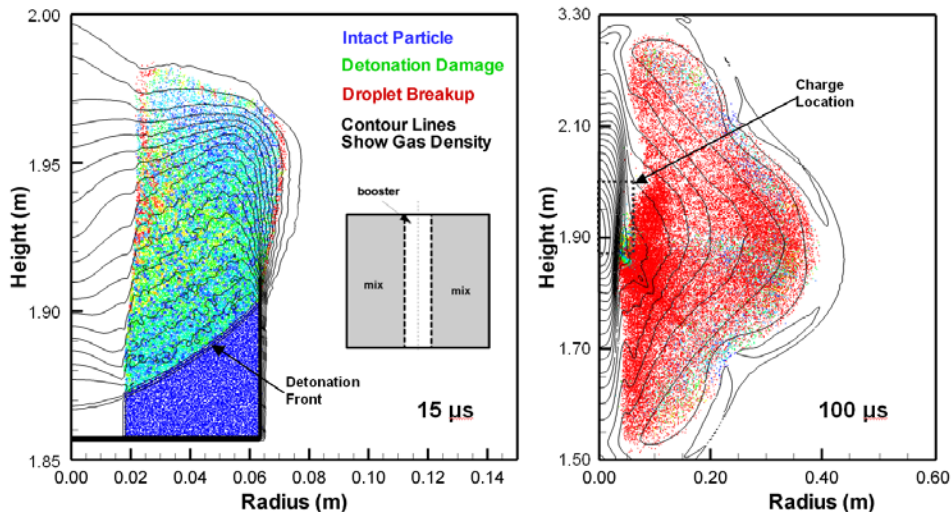 2.00
1.95
1.90
1.85
Height (m)
0.00 0.02 0.04 0.06 0.08 0.10 0.12 0.14
Radius (m)
Intact Particle
Detonation Damage
Droplet Breakup
Contour Lines
Show Gas Density
booster
mix
mix
Detonation
Front
15 µs
3.30
2.10
1.90
1.70
1.50
Height (m)
0.00 0.20 0.40 0.60
Radius (m)
Charge
Location
100 µs